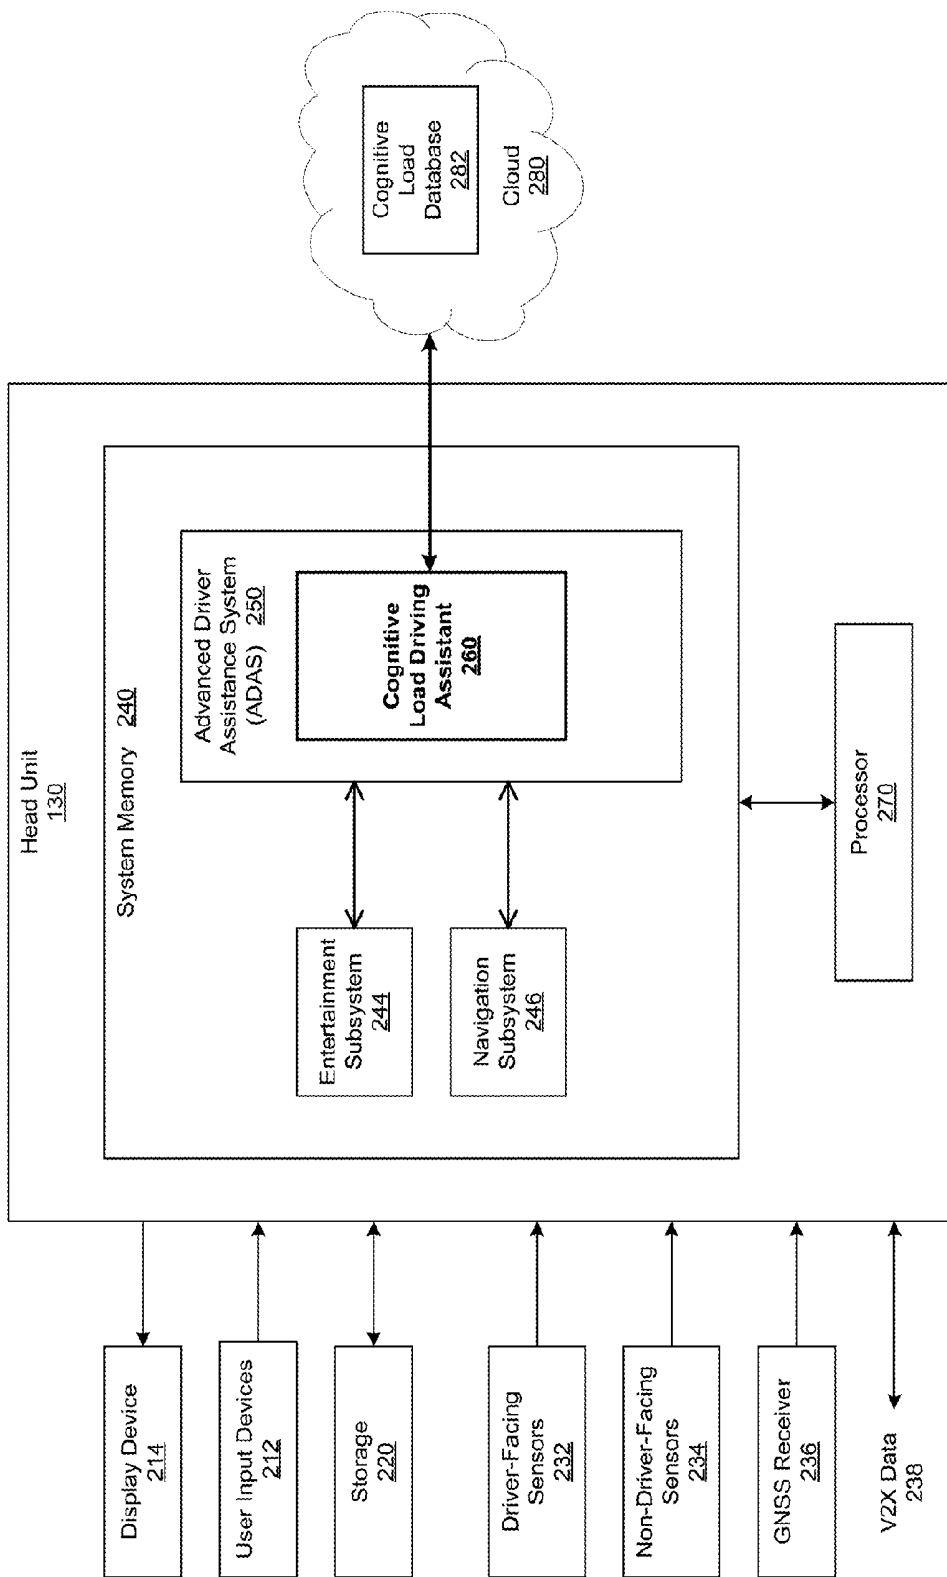 Display Device
214
User Input Devices
212
Storage
220
Driver-Facing
Sensors
232
Non-Driver-Facing
Sensors
234
GNSS Receiver
236
V2X Data
238
Head Unit
130
System Memory 240
Entertainment
Subsystem
244
Navigation
Subsystem
246
Advanced Driver
Assistance System
(ADAS) 250
Cognitive
Load Driving
Assistant
260
Processor
270
Cognitive
Load
Database
282
Cloud
280